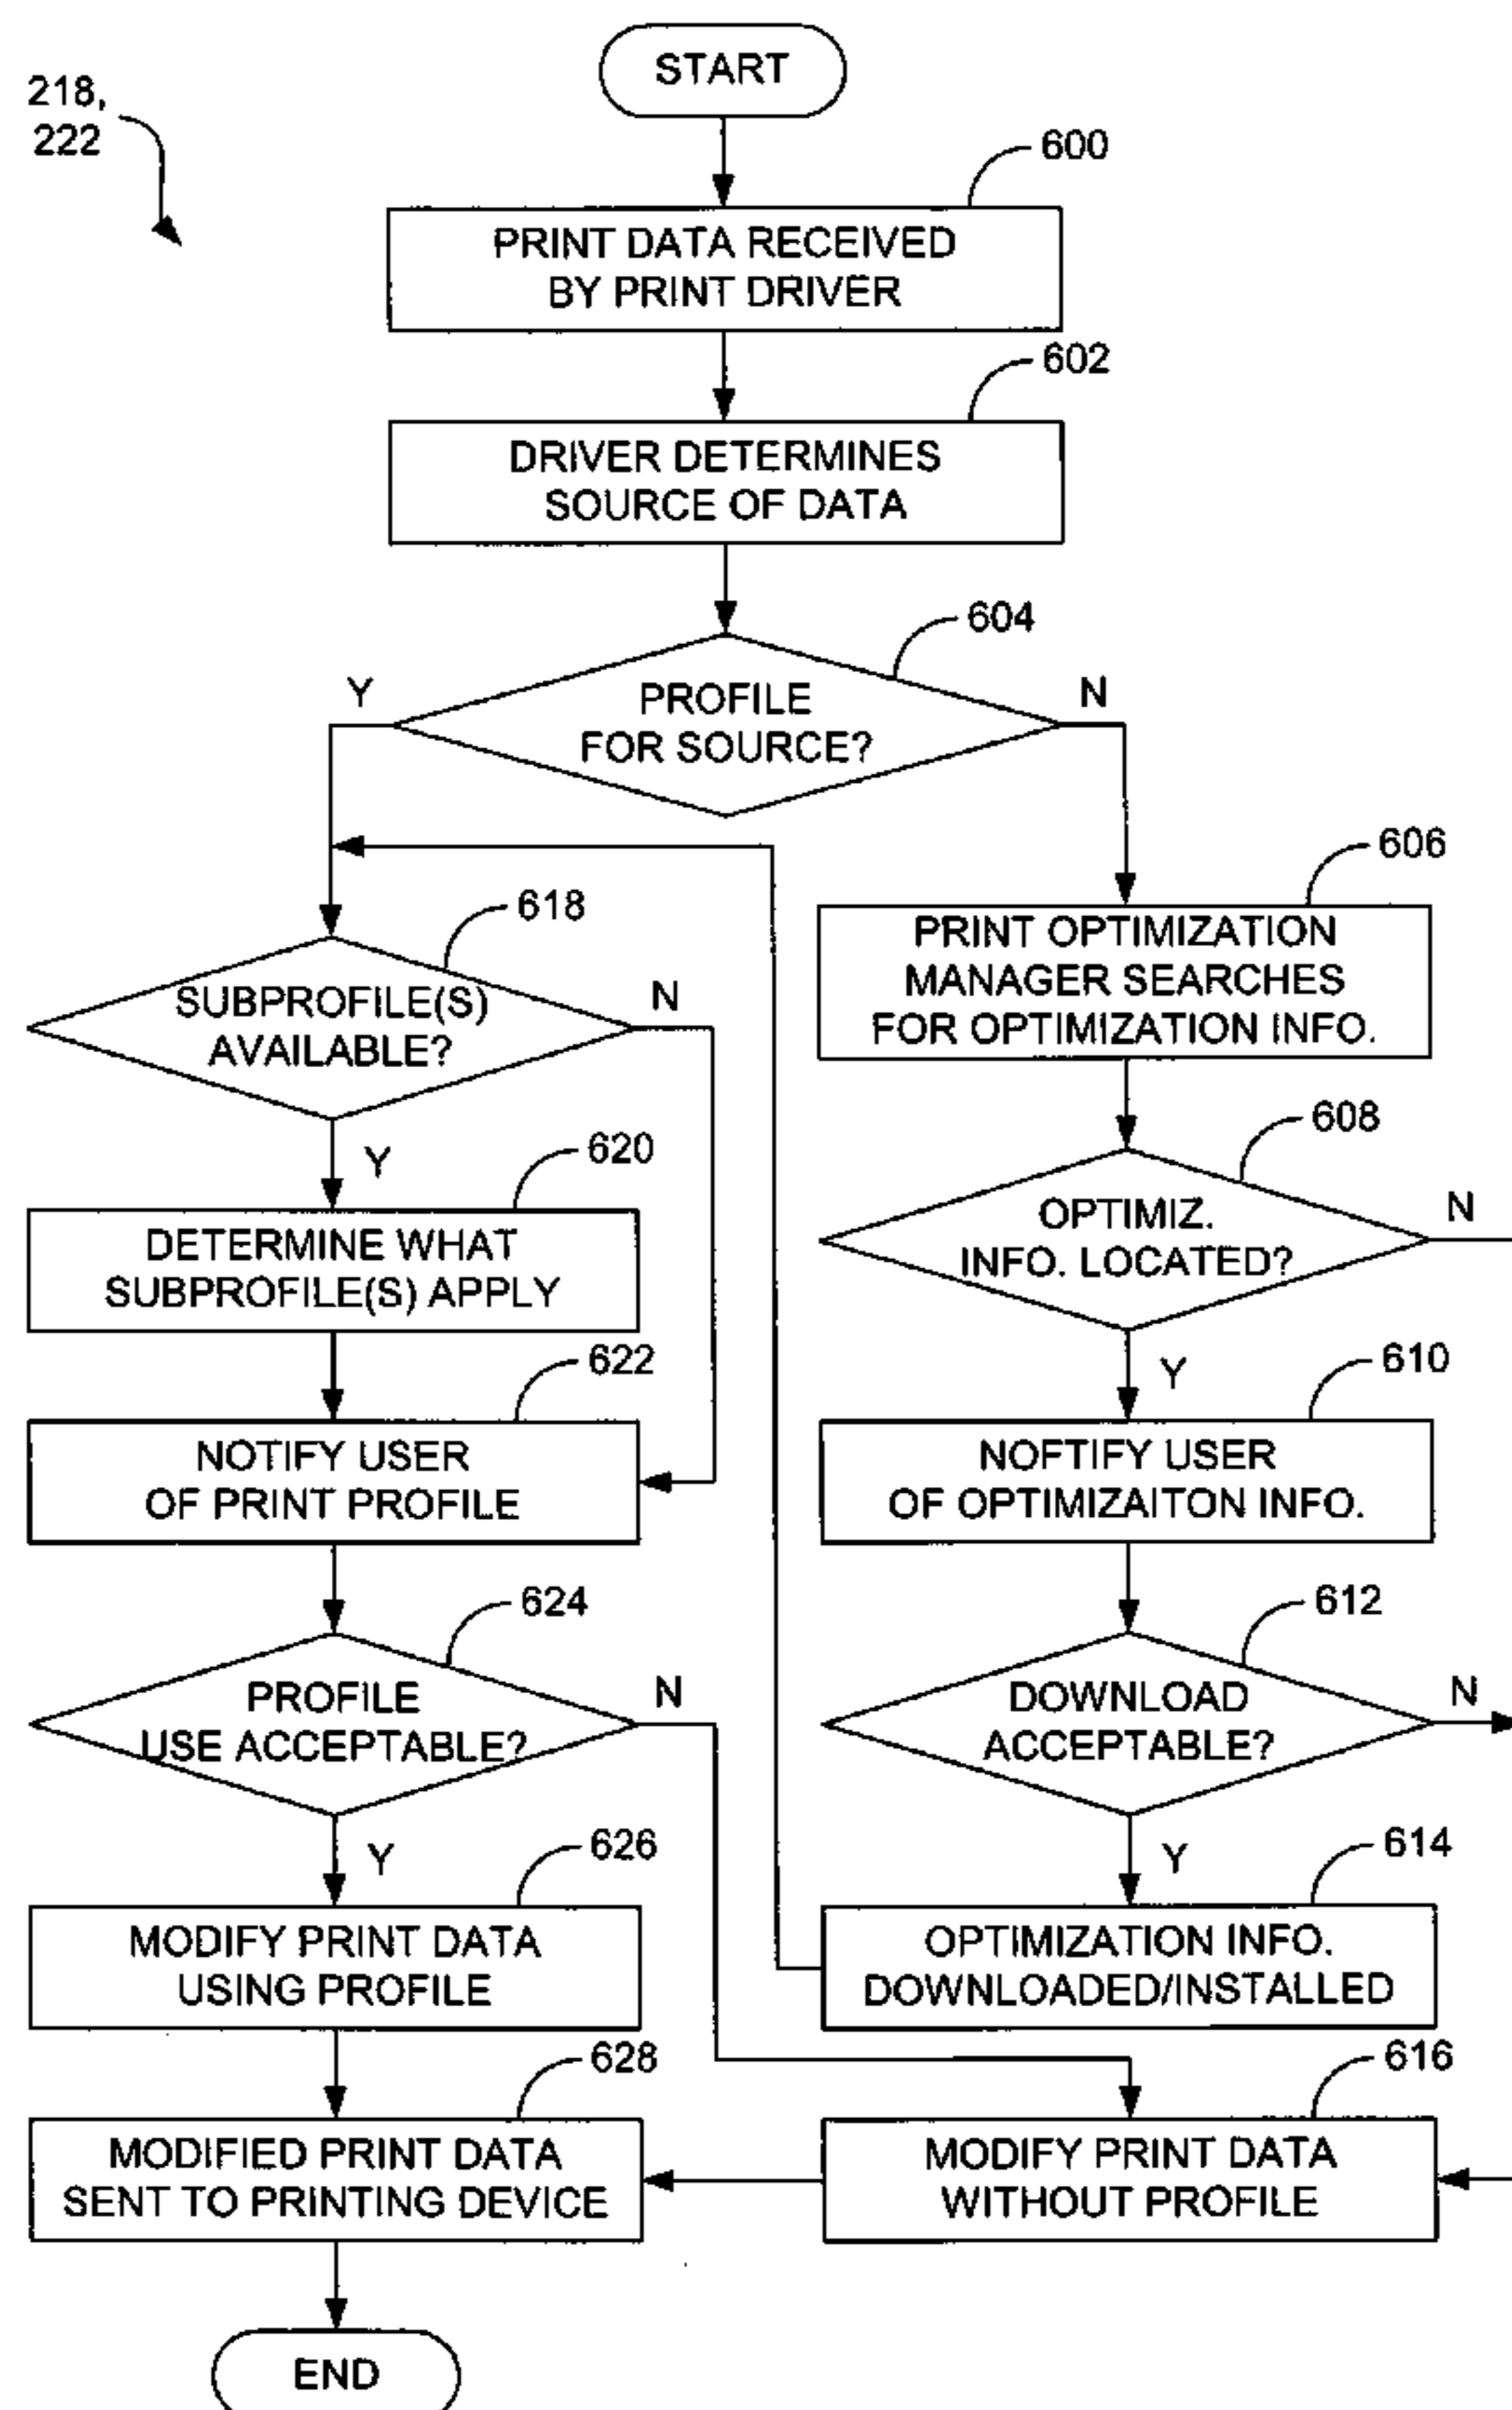 START
218,
222
600
PRINT DATA RECEIVED
BY PRINT DRIVER
602
DRIVER DETERMINES
SOURCE OF DATA
604
Y
PROFILE
FOR SOURCE?
N
606
PRINT OPTIMIZATION
MANAGER SEARCHES
FOR OPTIMIZATION INFO.
618
SUBPROFILE(S)
AVAILABLE?
N
Y
608
OPTIMIZ.
INFO. LOCATED?
N
Y
620
DETERMINE WHAT
SUBPROFILE(S) APPLY
622
NOTIFY USER
OF PRINT PROFILE
610
NOFTIFY USER
OF OPTIMIZAITON INFO.
624
PROFILE
USE ACCEPTABLE?
N
Y
612
DOWNLOAD
ACCEPTABLE?
N
Y
626
MODIFY PRINT DATA
USING PROFILE
614
OPTIMIZATION INFO.
DOWNLOADED/INSTALLED
628
MODIFIED PRINT DATA
SENT TO PRINTING DEVICE
616
MODIFY PRINT DATA
WITHOUT PROFILE
END